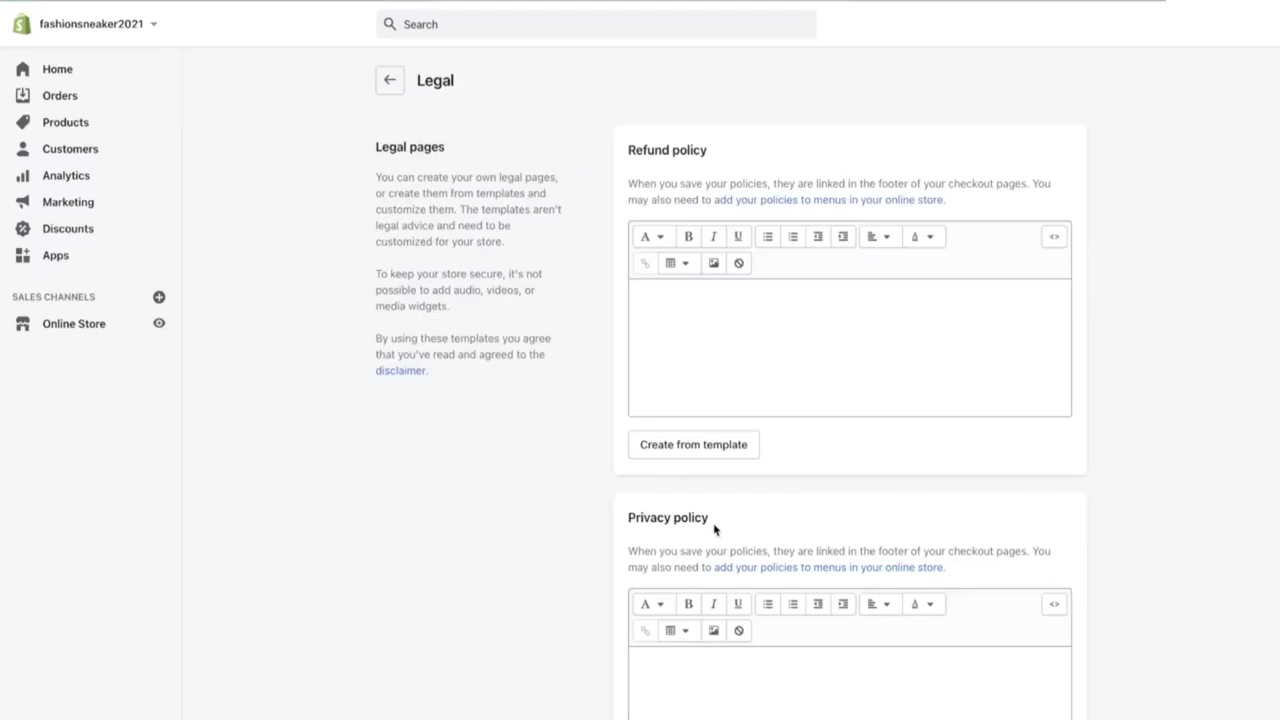 fashionsneaker2021
Search
Home
Orders
Products
Customers
Analytics
Marketing
Discounts
Apps
SALES CHANNELS
Online Store
Legal
Legal pages
You can create your own legal pages,
or create them from templates and
customize them. The templates aren't
legal advice and need to be
customized for your store.
To keep your store secure, it's not
possible to add audio, videos, or
media widgets.
By using these templates you agree
that you've read and agreed to the
disclaimer.
Refund policy
When you save your policies, they are linked in the footer of your checkout pages. You
may also need to add your policies to menus in your online store.
A B I U A
Create from template
Privacy policy
When you save your policies, they are linked in the footer of your checkout pages. You
may also need to add your policies to menus in your online store.
A B I U A